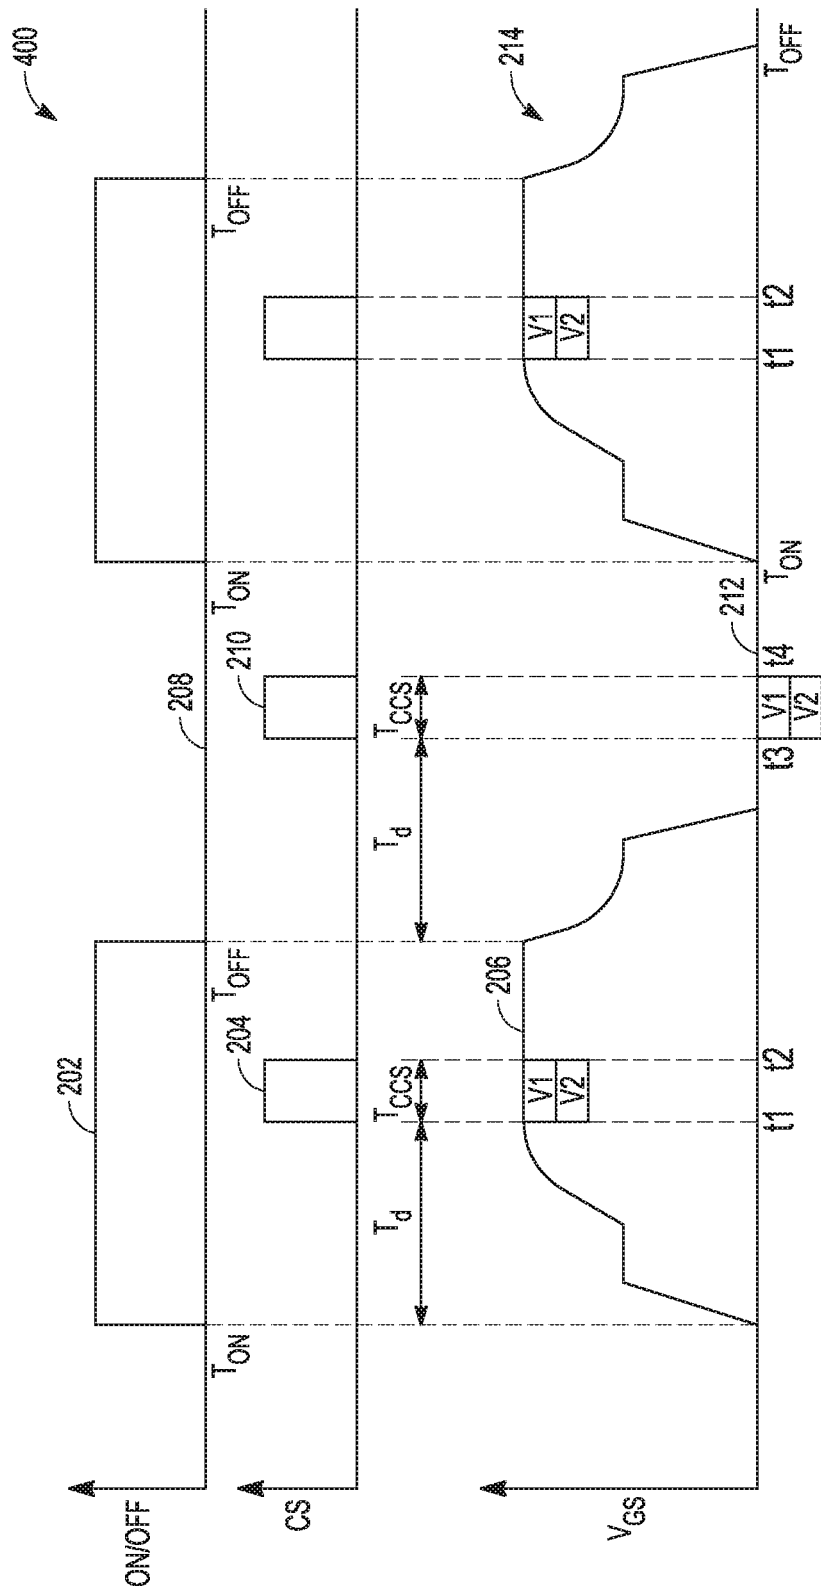 400
ON/OFF
202
208
T_ON
T_OFF
T_ON
T_OFF
CS
204
210
T_d
T_CCS
T_d
T_CCS
214
V_GS
206
V1
V2
V1
V2
212
t1
t2
t3
t4
T_ON
t1
t2
T_OFF
V1
V2